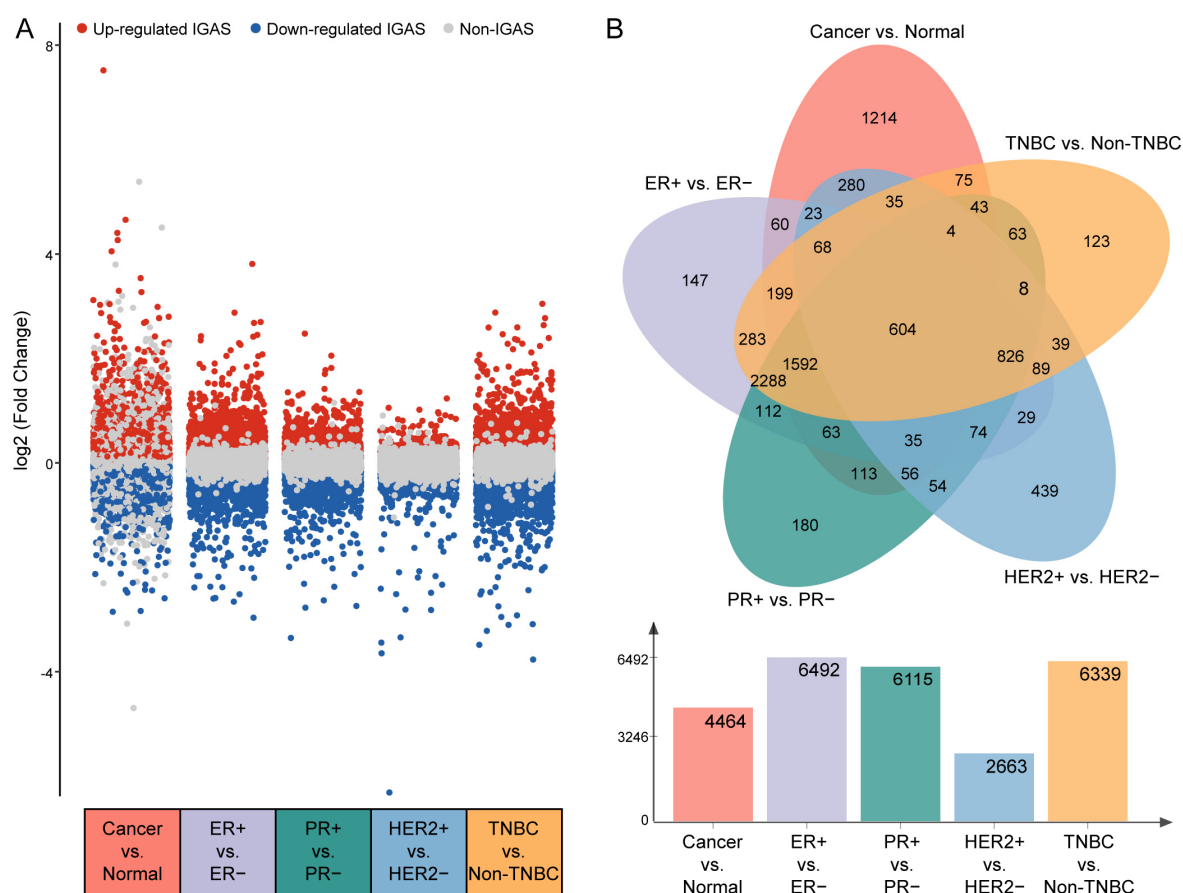 A
Up-regulated IGAS
Down-regulated IGAS
Non-IGAS
8
4
0
-4
log2 (Fold Change)
Cancer
vs.
Normal
ER+
vs.
ER−
PR+
vs.
PR−
HER2+
vs.
HER2−
TNBC
vs.
Non-TNBC
B
Cancer vs. Normal
TNBC vs. Non-TNBC
ER+ vs. ER−
1214
280
75
35
43
23
60
68
4
63
123
147
199
8
604
283
39
826
1592
89
2288
112
29
63
35
74
113
56
54
439
180
HER2+ vs. HER2−
PR+ vs. PR−
6492
3246
0
4464
6492
6115
2663
6339
Cancer
vs.
Normal
ER+
vs.
ER−
PR+
vs.
PR−
HER2+
vs.
HER2−
TNBC
vs.
Non-TNBC